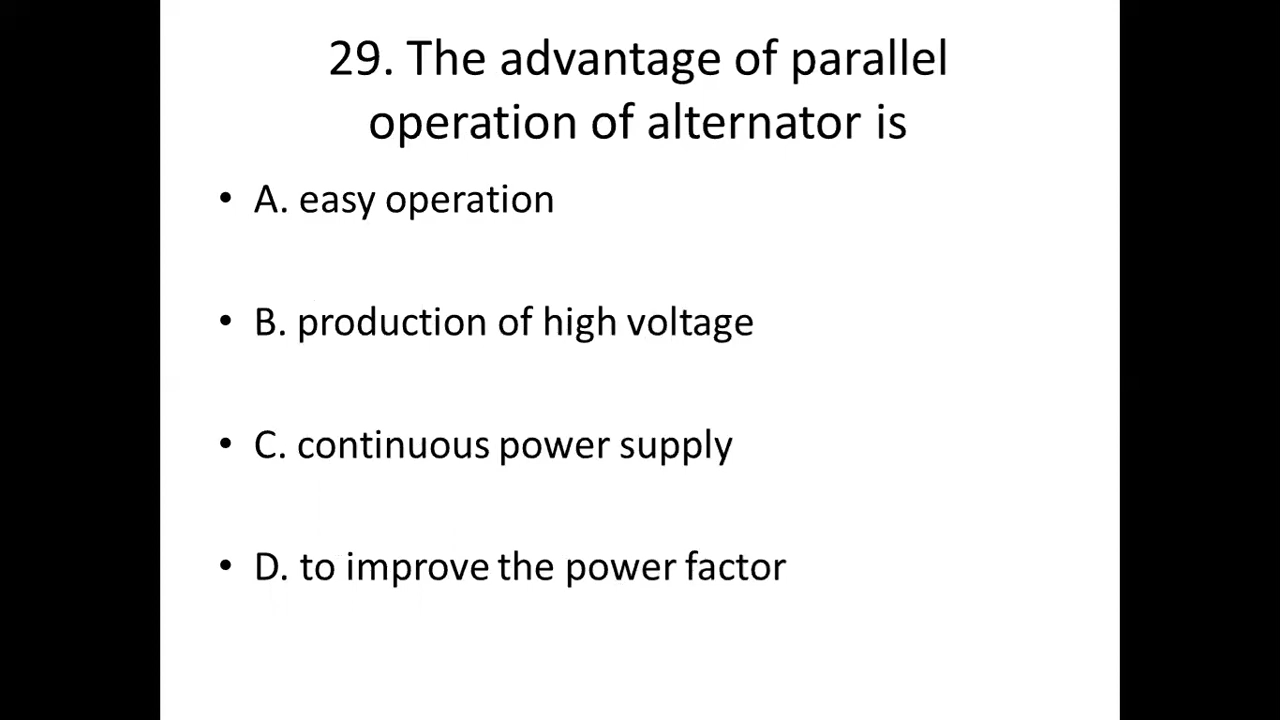 29. The advantage of parallel
operation of alternator is
• A. easy operation
• B. production of high voltage
• C. continuous power supply
• D. to improve the power factor